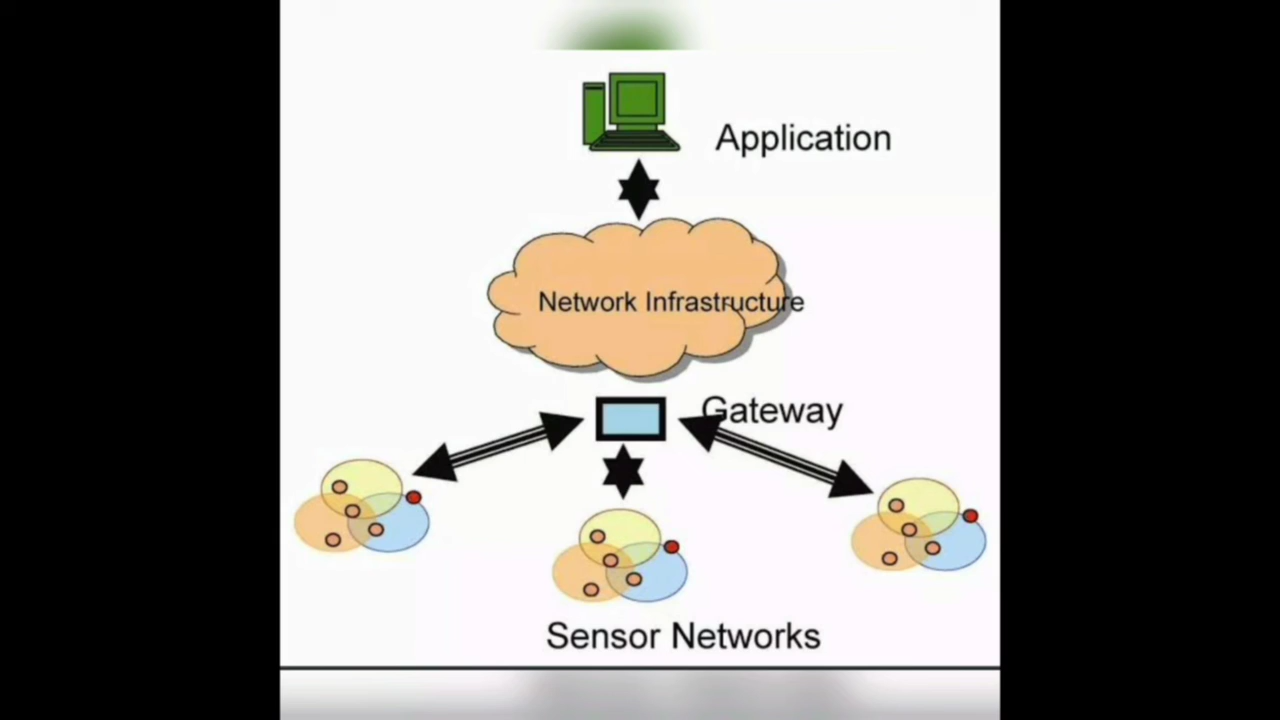 Application
Network Infrastructure
Gateway
Sensor Networks